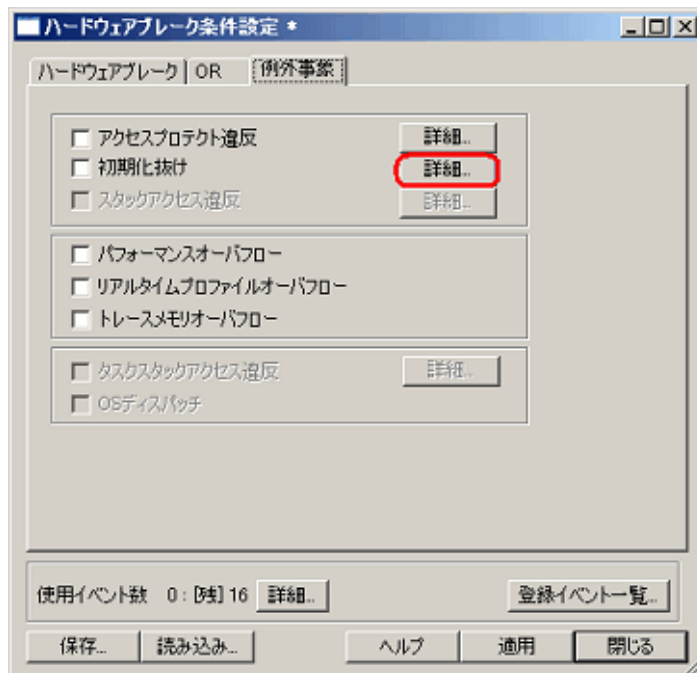 ハードウェアブレーク条件設定 *
ハードウェアブレーク OR 例外事象
アクセスプロテクト違反 詳細...
初期化抜け 詳細...
スタックアクセス違反 詳細...
パフォーマンスオーバフロー
リアルタイムプロファイルオーバフロー
トレースメモリオーバフロー
タスクスタックアクセス違反 詳細...
OSディスパッチ
使用イベント数 0 : [残] 16 詳細... 登録イベント一覧...
保存... 読み込み... ヘルプ 適用 閉じる